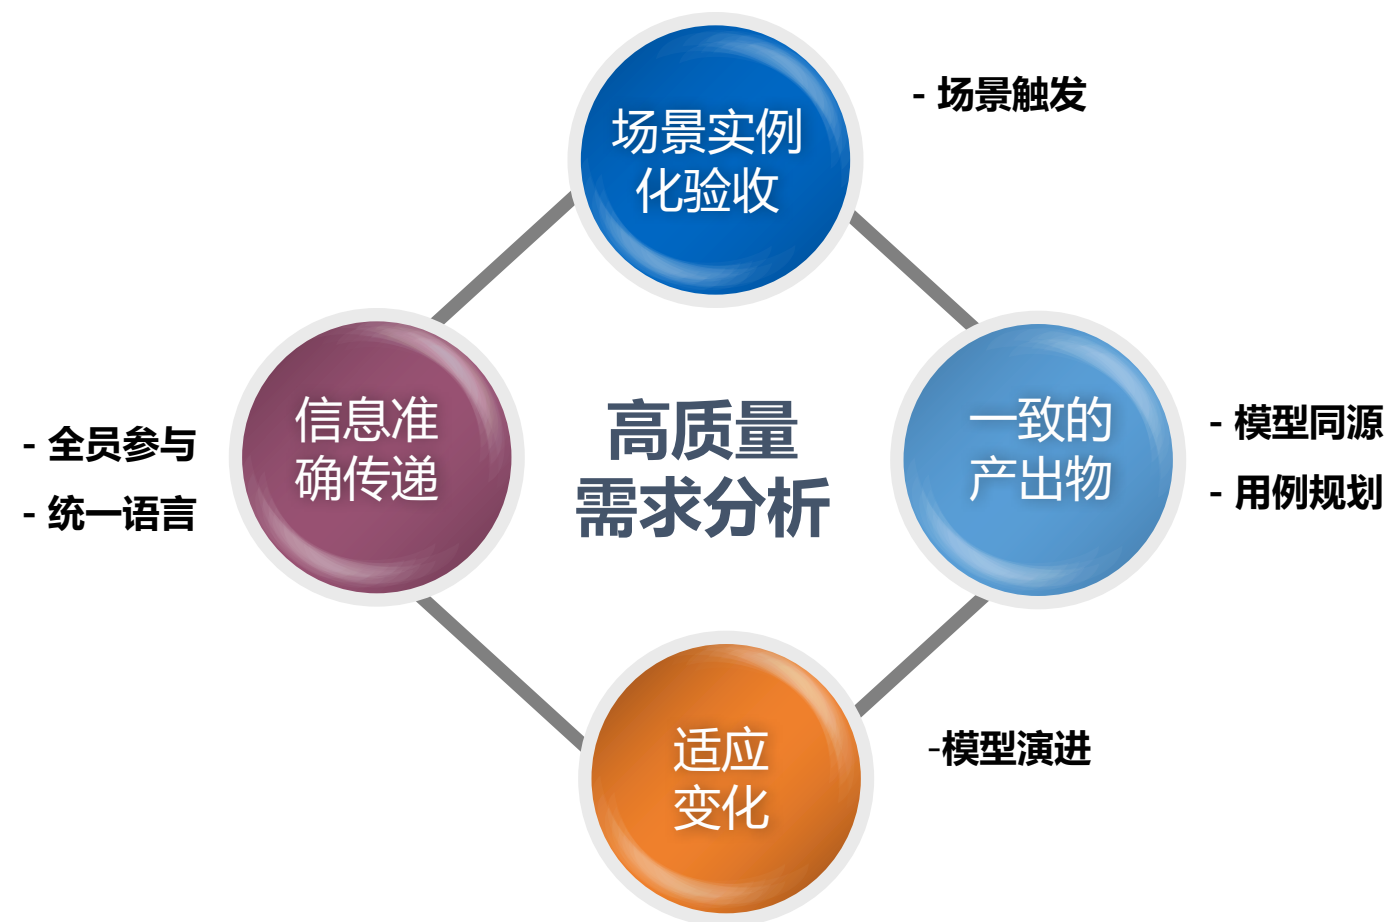 场景实例
化验收
- 场景触发
信息准
确传递
- 全员参与
- 统一语言
高质量
需求分析
一致的
产出物
- 模型同源
- 用例规划
适应
变化
-模型演进